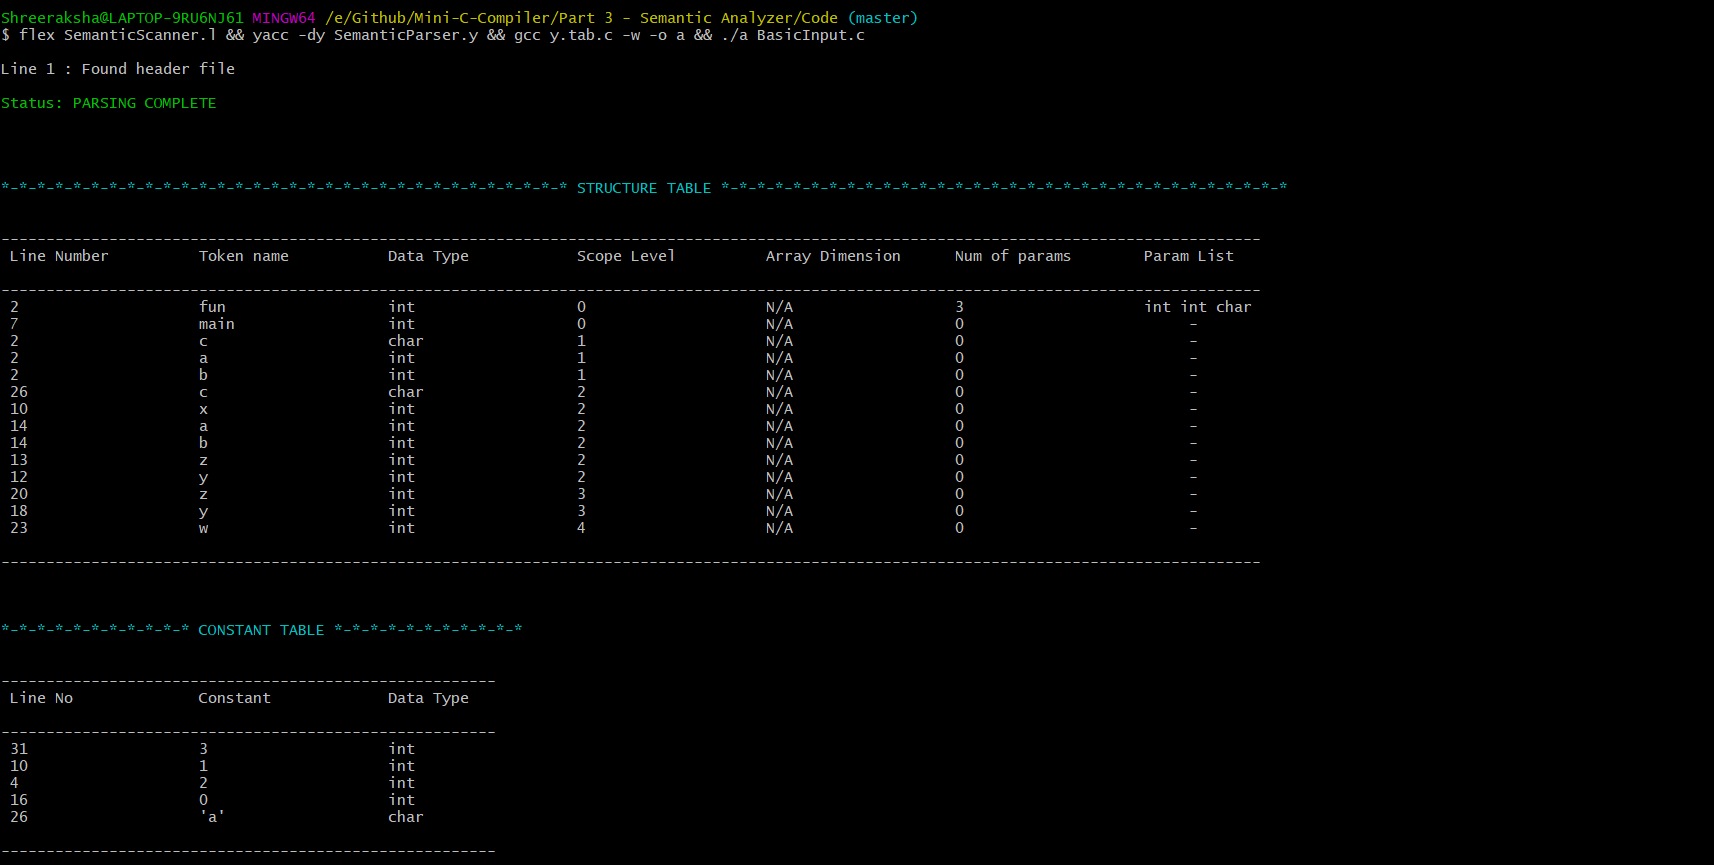 Shreeraksha@LAPTOP-9RU6NJ61 MINGW64 /e/Github/Mini-C-Compiler/Part 3 - Semantic Analyzer/Code (master)
$ flex SemanticScanner.l && yacc -dy SemanticParser.y && gcc y.tab.c -w -o a && ./a BasicInput.c
Line 1 : Found header file
Status: PARSING COMPLETE
*-*-*-*-*-*-*-*-*-*-*-*-*-*-*-*-*-*-*-*-*-*-*-*-*-*-*-*-*-*-*-* STRUCTURE TABLE *-*-*-*-*-*-*-*-*-*-*-*-*-*-*-*-*-*-*-*-*-*-*-*-*-*-*-*-*-*-*-*
--------------------------------------------------------------------------------------------------------------------------------------------
Line Number Token name Data Type Scope Level Array Dimension Num of params Param List
--------------------------------------------------------------------------------------------------------------------------------------------
2 fun int 0 N/A 3 int int char
7 main int 0 N/A 0 -
2 c char 1 N/A 0 -
2 a int 1 N/A 0 -
2 b int 1 N/A 0 -
26 c char 2 N/A 0 -
10 x int 2 N/A 0 -
14 a int 2 N/A 0 -
14 b int 2 N/A 0 -
13 z int 2 N/A 0 -
12 y int 2 N/A 0 -
20 z int 3 N/A 0 -
18 y int 3 N/A 0 -
23 w int 4 N/A 0 -
--------------------------------------------------------------------------------------------------------------------------------------------
*-*-*-*-*-*-*-*-*-*-* CONSTANT TABLE *-*-*-*-*-*-*-*-*-*-*
-------------------------------------------------------
Line No Constant Data Type
-------------------------------------------------------
31 3 int
10 1 int
4 2 int
16 0 int
26 'a' char
-------------------------------------------------------